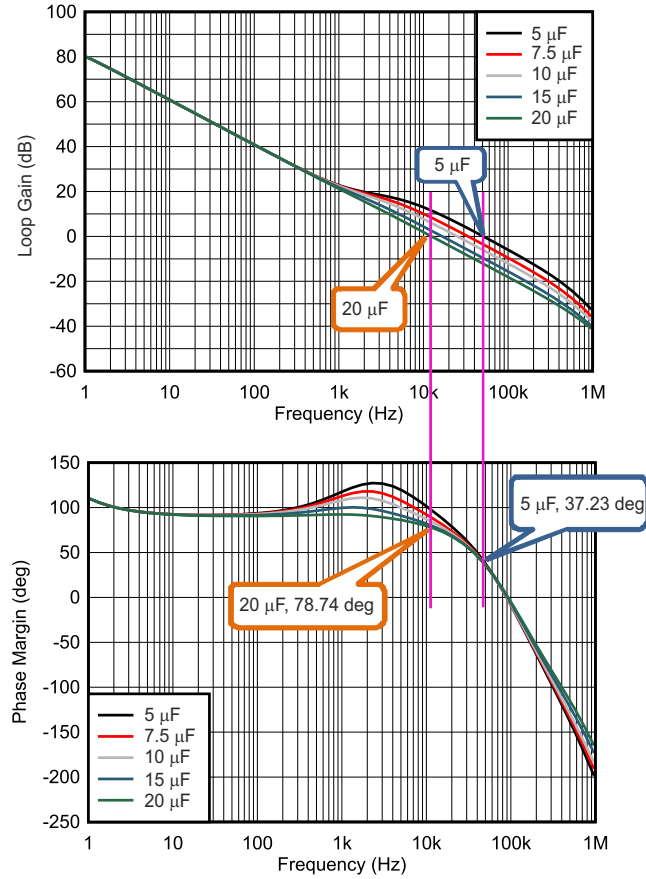 100
80
60
40
20
0
-20
-40
-60
Loop Gain (dB)
5 μF
7.5 μF
10 μF
15 μF
20 μF
5 μF
20 μF
1
10
100
1k
10k
100k
1M
Frequency (Hz)
150
100
50
0
-50
-100
-150
-200
-250
Phase Margin (deg)
5 μF, 37.23 deg
20 μF, 78.74 deg
5 μF
7.5 μF
10 μF
15 μF
20 μF
1
10
100
1k
10k
100k
1M
Frequency (Hz)